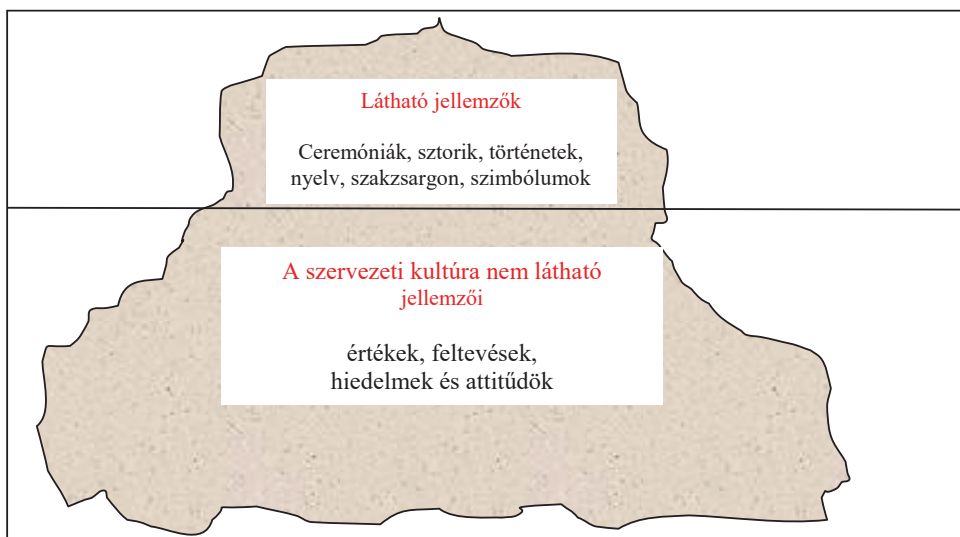 Látható jellemzők
Ceremóniák, sztorik, történetek,
nyelv, szakzsargon, szimbólumok
A szervezeti kultúra nem látható
jellemzői
értékek, feltevések,
hiedelmek és attitűdök